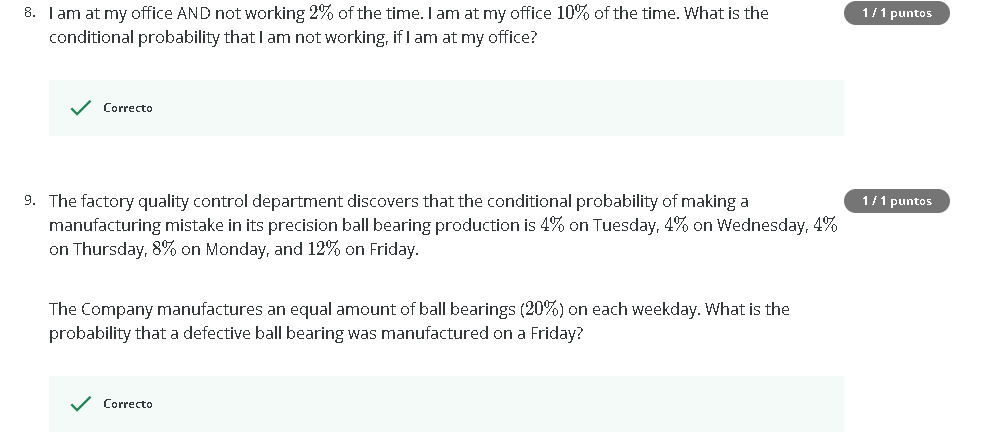 8. I am at my office AND not working 2% of the time. I am at my office 10% of the time. What is the
1 / 1 puntos
conditional probability that I am not working, if I am at my office?
Correcto
9. The factory quality control department discovers that the conditional probability of making a
1 / 1 puntos
manufacturing mistake in its precision ball bearing production is 4% on Tuesday, 4% on Wednesday, 4%
on Thursday, 8% on Monday, and 12% on Friday.
The Company manufactures an equal amount of ball bearings (20%) on each weekday. What is the
probability that a defective ball bearing was manufactured on a Friday?
Correcto